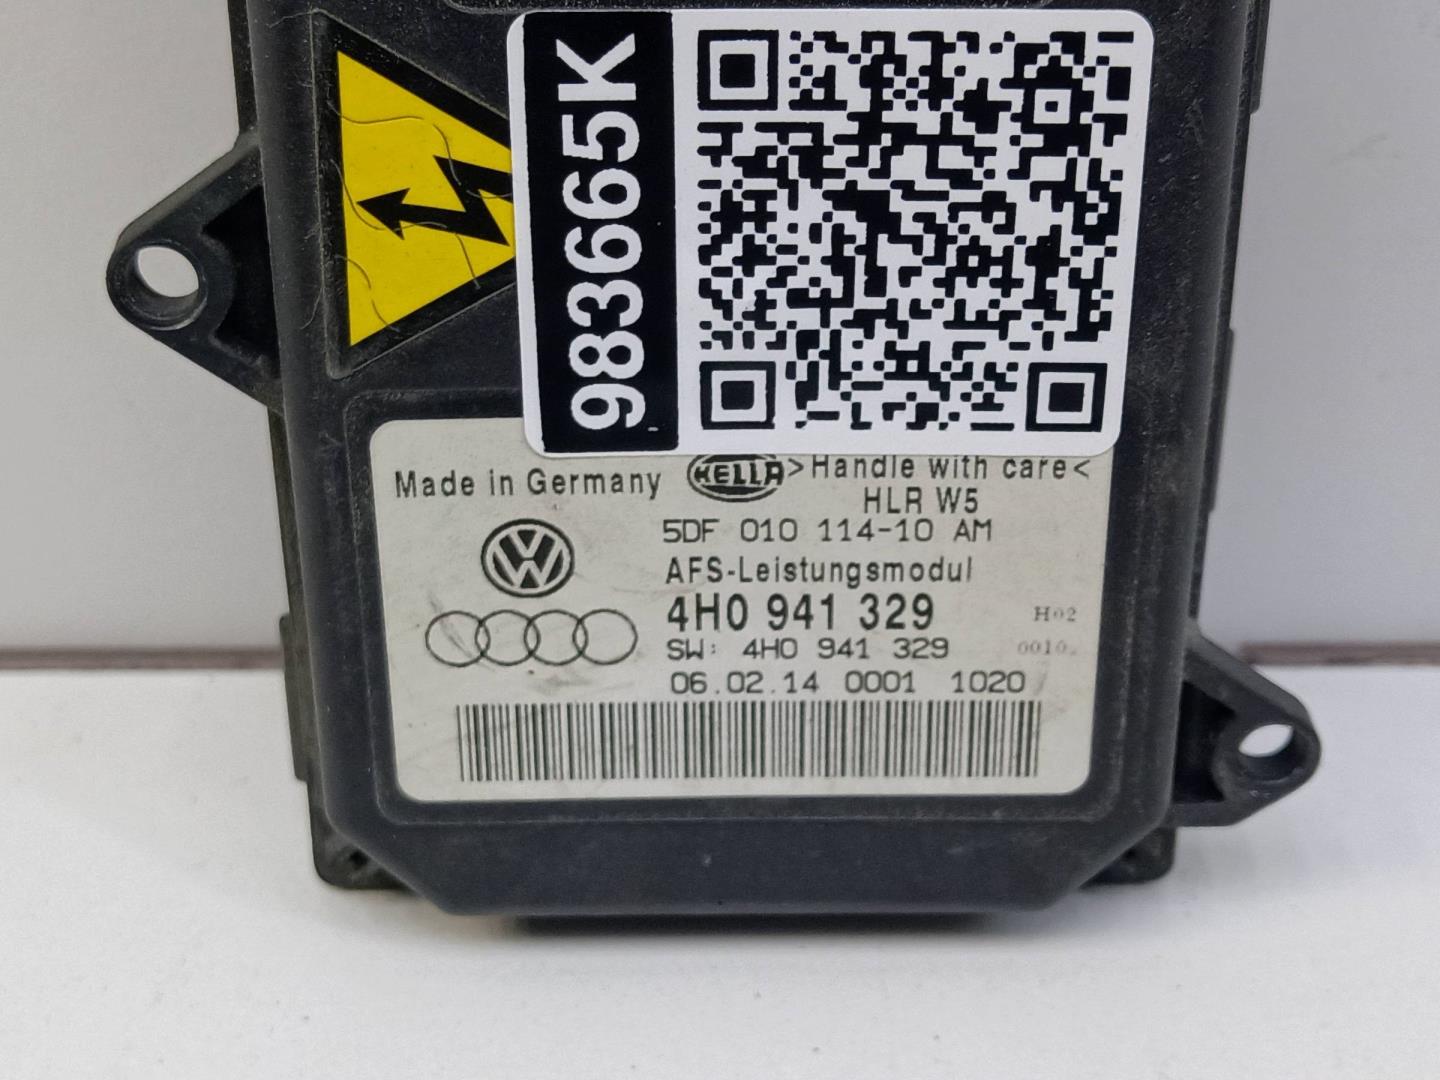 983665K
Made in Germany HELLA >Handle with care<
HLR W5
5DF 010 114-10 AM
AFS-Leistungsmodul
4H0 941 329 H02
SW: 4H0 941 329 0010
06.02.14 0001 1020